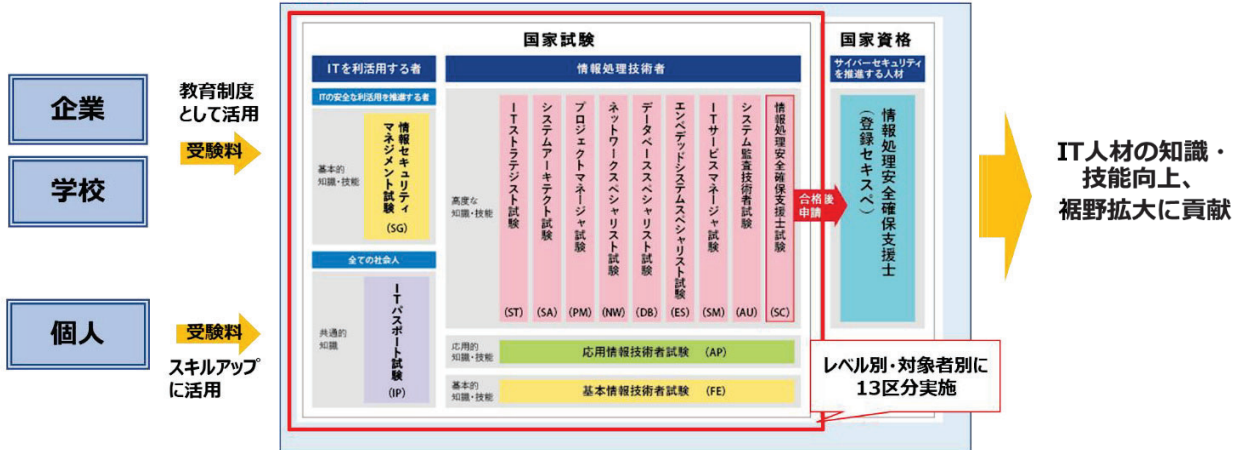 企業
学校
個人
教育制度
として活用
受験料
受験料
スキルアップ
に活用
国家試験
ITを利活用する者
ITの安全な利活用を推進する者
基本的
知識・技能
情報セキュリティ
マネジメント試験
(SG)
全ての社会人
共通的
知識
ITパスポート試験
(IP)
情報処理技術者
高度な
知識・技能
ITストラテジスト試験
(ST)
システムアーキテクト試験
(SA)
プロジェクトマネージャ試験
(PM)
ネットワークスペシャリスト試験
(NW)
データベーススペシャリスト試験
(DB)
エンベデッドシステムスペシャリスト試験
(ES)
ITサービスマネージャ試験
(SM)
システム監査技術者試験
(AU)
情報処理安全確保支援士試験
(SC)
応用的
知識・技能
応用情報技術者試験 (AP)
基本的
知識・技能
基本情報技術者試験 (FE)
合格後
申請
国家資格
サイバーセキュリティ
を推進する人材
情報処理安全確保支援士
(登録セキスペ)
レベル別・対象者別に
13区分実施
IT人材の知識・
技能向上、
裾野拡大に貢献